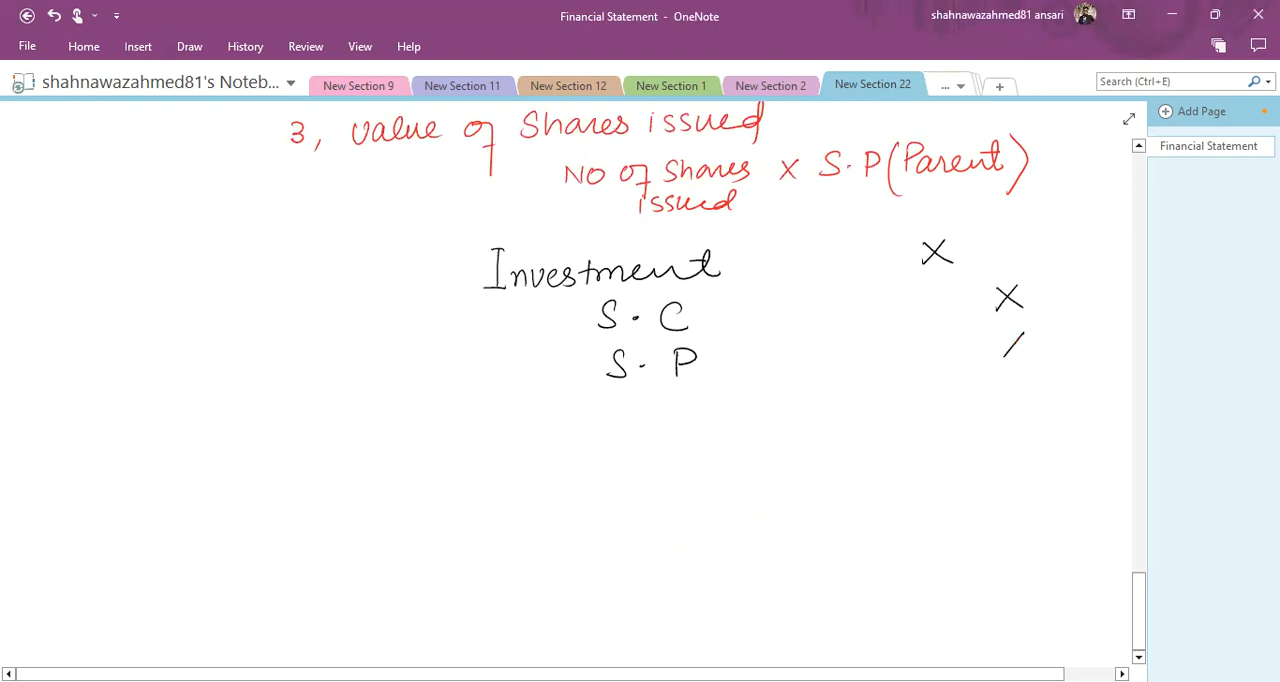 Financial Statement - OneNote
shahnawazahmed81 ansari
File Home Insert Draw History Review View Help
shahnawazahmed81's Noteb... New Section 9 New Section 11 New Section 12 New Section 1 New Section 2 New Section 22 ... + Search (Ctrl+E)
Add Page
Financial Statement
3, Value of Shares issued
NO of Shares x S.P (Parent)
issued
Investment X
S. C X
S. P /